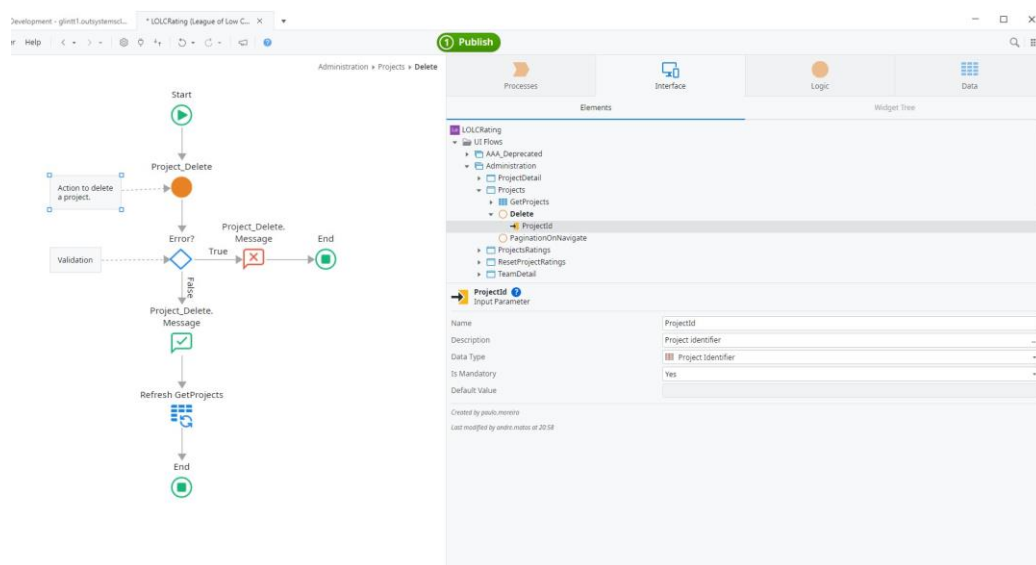 Development - glintt1.outsystemscl...
* LOLCRating (League of Low C...
Help
1 Publish
Administration ▸ Projects ▸ Delete
Start
Project_Delete
Action to delete
a project.
Error?
True
Project_Delete.
Message
End
Validation
False
Project_Delete.
Message
Refresh GetProjects
End
Processes
Interface
Logic
Data
Elements
Widget Tree
LOLCRating
UI Flows
AAA_Deprecated
Administration
ProjectDetail
Projects
GetProjects
Delete
ProjectId
PaginationOnNavigate
ProjectsRatings
ResetProjectRatings
TeamDetail
ProjectId
Input Parameter
Name ProjectId
Description Project identifier
Data Type Project Identifier
Is Mandatory Yes
Default Value
Created by paulo.moreira
Last modified by andre.matos at 20:58